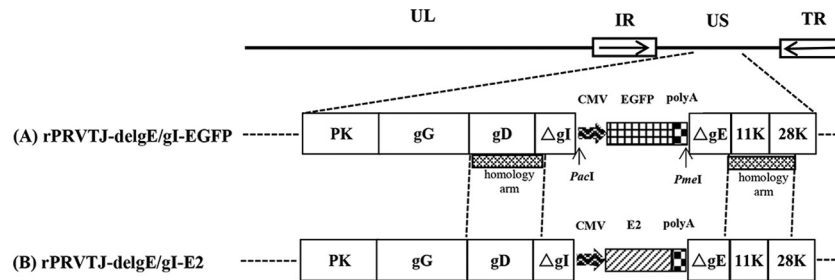 UL IR US TR
CMV EGFP polyA
(A) rPRVTJ-delgE/gI-EGFP PK gG gD △gI △gE 11K 28K
homology arm PacI PmeI homology arm
CMV E2 polyA
(B) rPRVTJ-delgE/gI-E2 PK gG gD △gI △gE 11K 28K